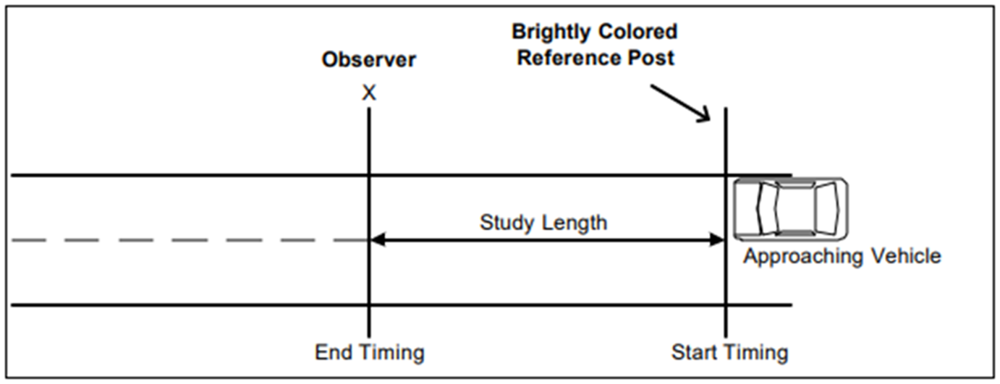 Brightly Colored
Reference Post
Observer
X
Study Length
Approaching Vehicle
End Timing
Start Timing